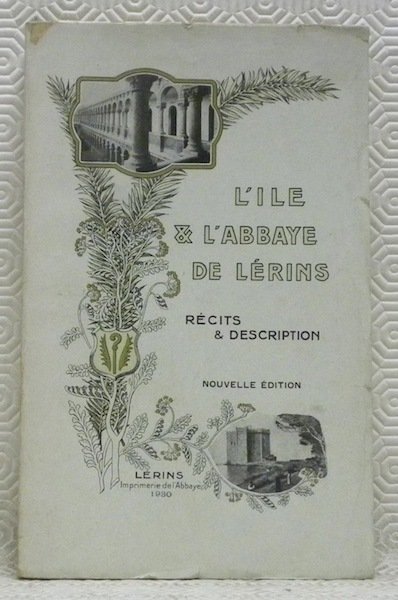 L'ILE
& L'ABBAYE
DE LÉRINS
RÉCITS
& DESCRIPTION
NOUVELLE ÉDITION
LÉRINS
Imprimerie de l'Abbaye,
1930